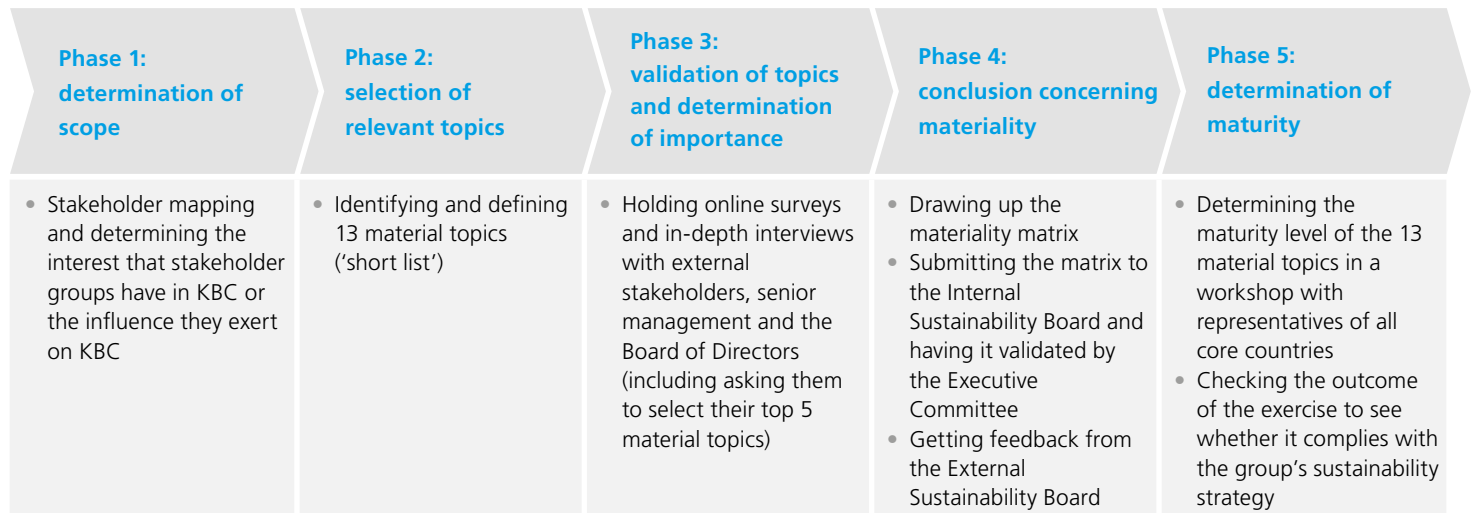 Phase 1:
determination of
scope
Phase 2:
selection of
relevant topics
Phase 3:
validation of topics
and determination
of importance
Phase 4:
conclusion concerning
materiality
Phase 5:
determination of
maturity
• Stakeholder mapping
and determining the
interest that stakeholder
groups have in KBC or
the influence they exert
on KBC
• Identifying and defining
13 material topics
(‘short list’)
• Holding online surveys
and in-depth interviews
with external
stakeholders, senior
management and the
Board of Directors
(including asking them
to select their top 5
material topics)
• Drawing up the
materiality matrix
• Submitting the matrix to
the Internal
Sustainability Board and
having it validated by
the Executive
Committee
• Getting feedback from
the External
Sustainability Board
• Determining the
maturity level of the 13
material topics in a
workshop with
representatives of all
core countries
• Checking the outcome
of the exercise to see
whether it complies with
the group’s sustainability
strategy